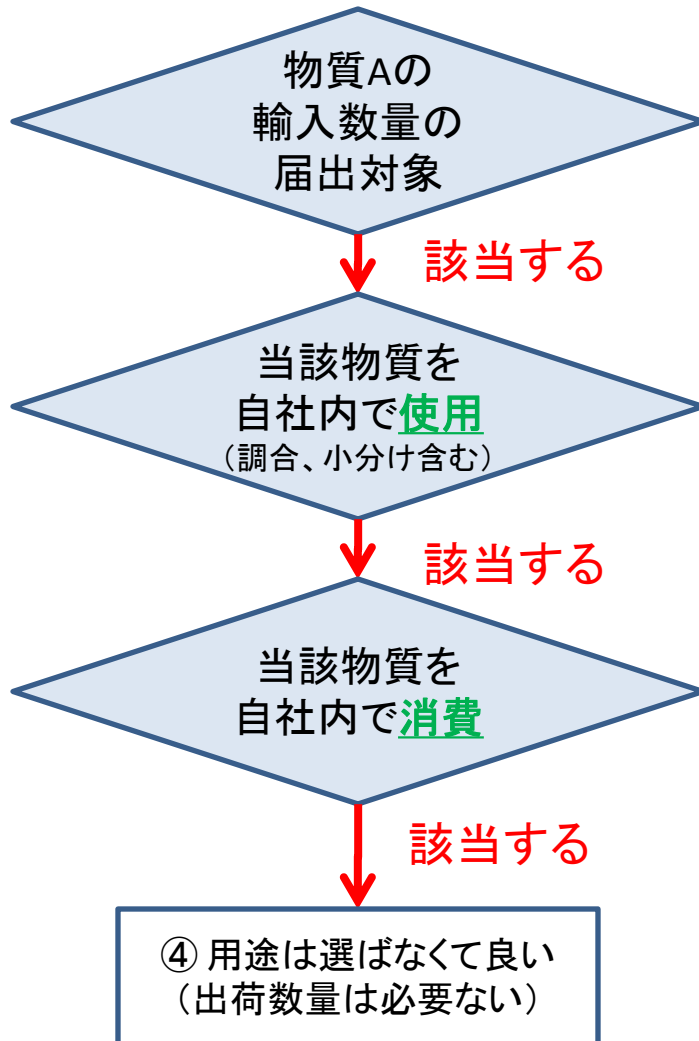 物質Aの
輸入数量の
届出対象
該当する
当該物質を
自社内で使用
（調合、小分け含む）
該当する
当該物質を
自社内で消費
該当する
④ 用途は選ばなくて良い
（出荷数量は必要ない）